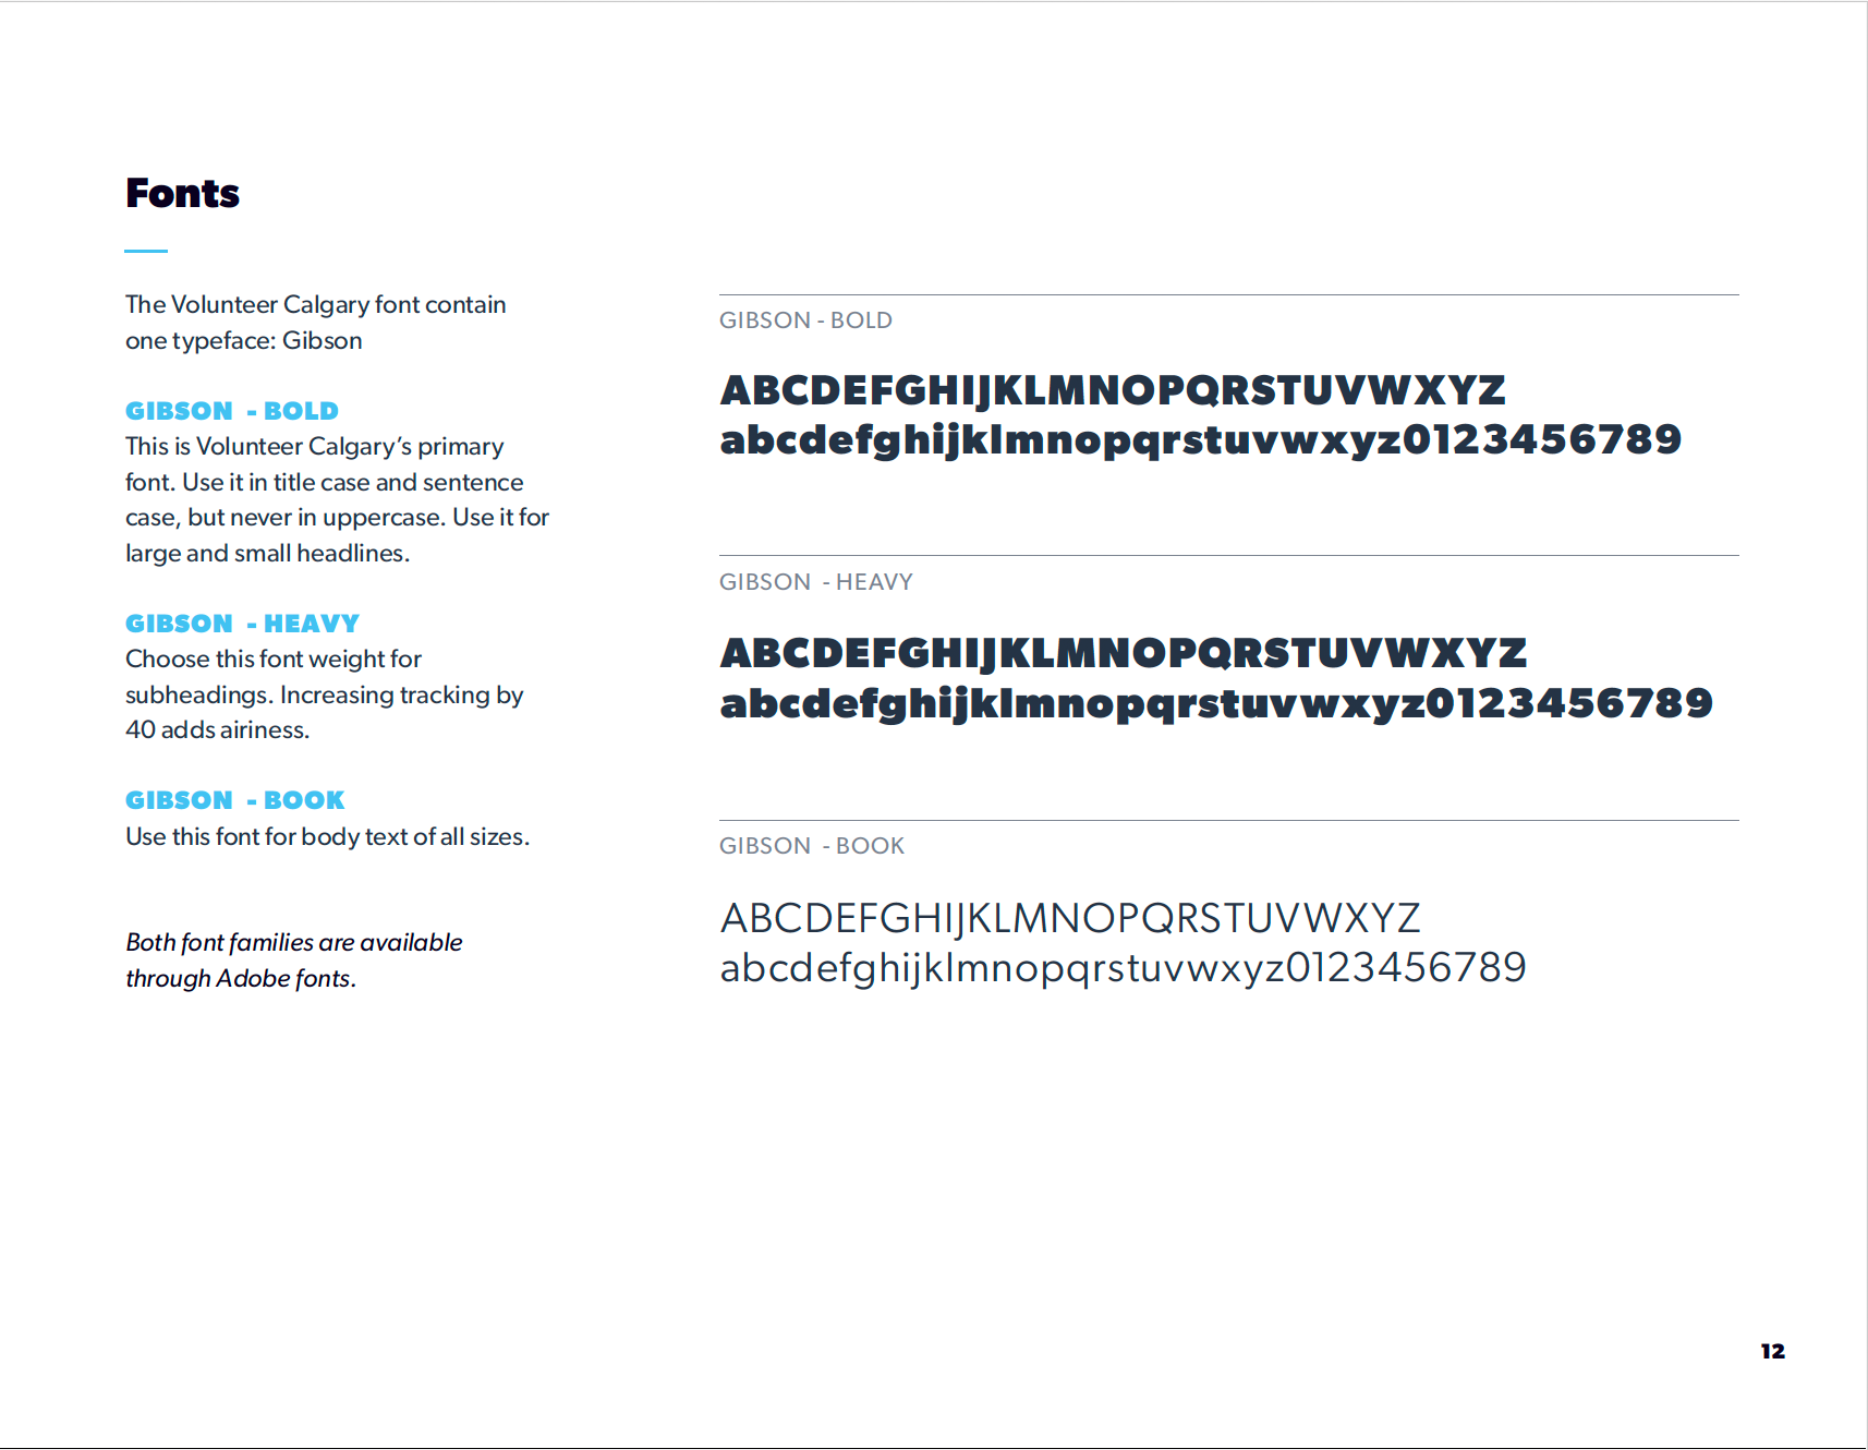 Fonts
The Volunteer Calgary font contain
one typeface: Gibson
GIBSON - BOLD
This is Volunteer Calgary’s primary
font. Use it in title case and sentence
case, but never in uppercase. Use it for
large and small headlines.
GIBSON - HEAVY
Choose this font weight for
subheadings. Increasing tracking by
40 adds airiness.
GIBSON - BOOK
Use this font for body text of all sizes.
Both font families are available
through Adobe fonts.
GIBSON - BOLD
ABCDEFGHIJKLMNOPQRSTUVWXYZ
abcdefghijklmnopqrstuvwxyz0123456789
GIBSON - HEAVY
ABCDEFGHIJKLMNOPQRSTUVWXYZ
abcdefghijklmnopqrstuvwxyz0123456789
GIBSON - BOOK
ABCDEFGHIJKLMNOPQRSTUVWXYZ
abcdefghijklmnopqrstuvwxyz0123456789
12